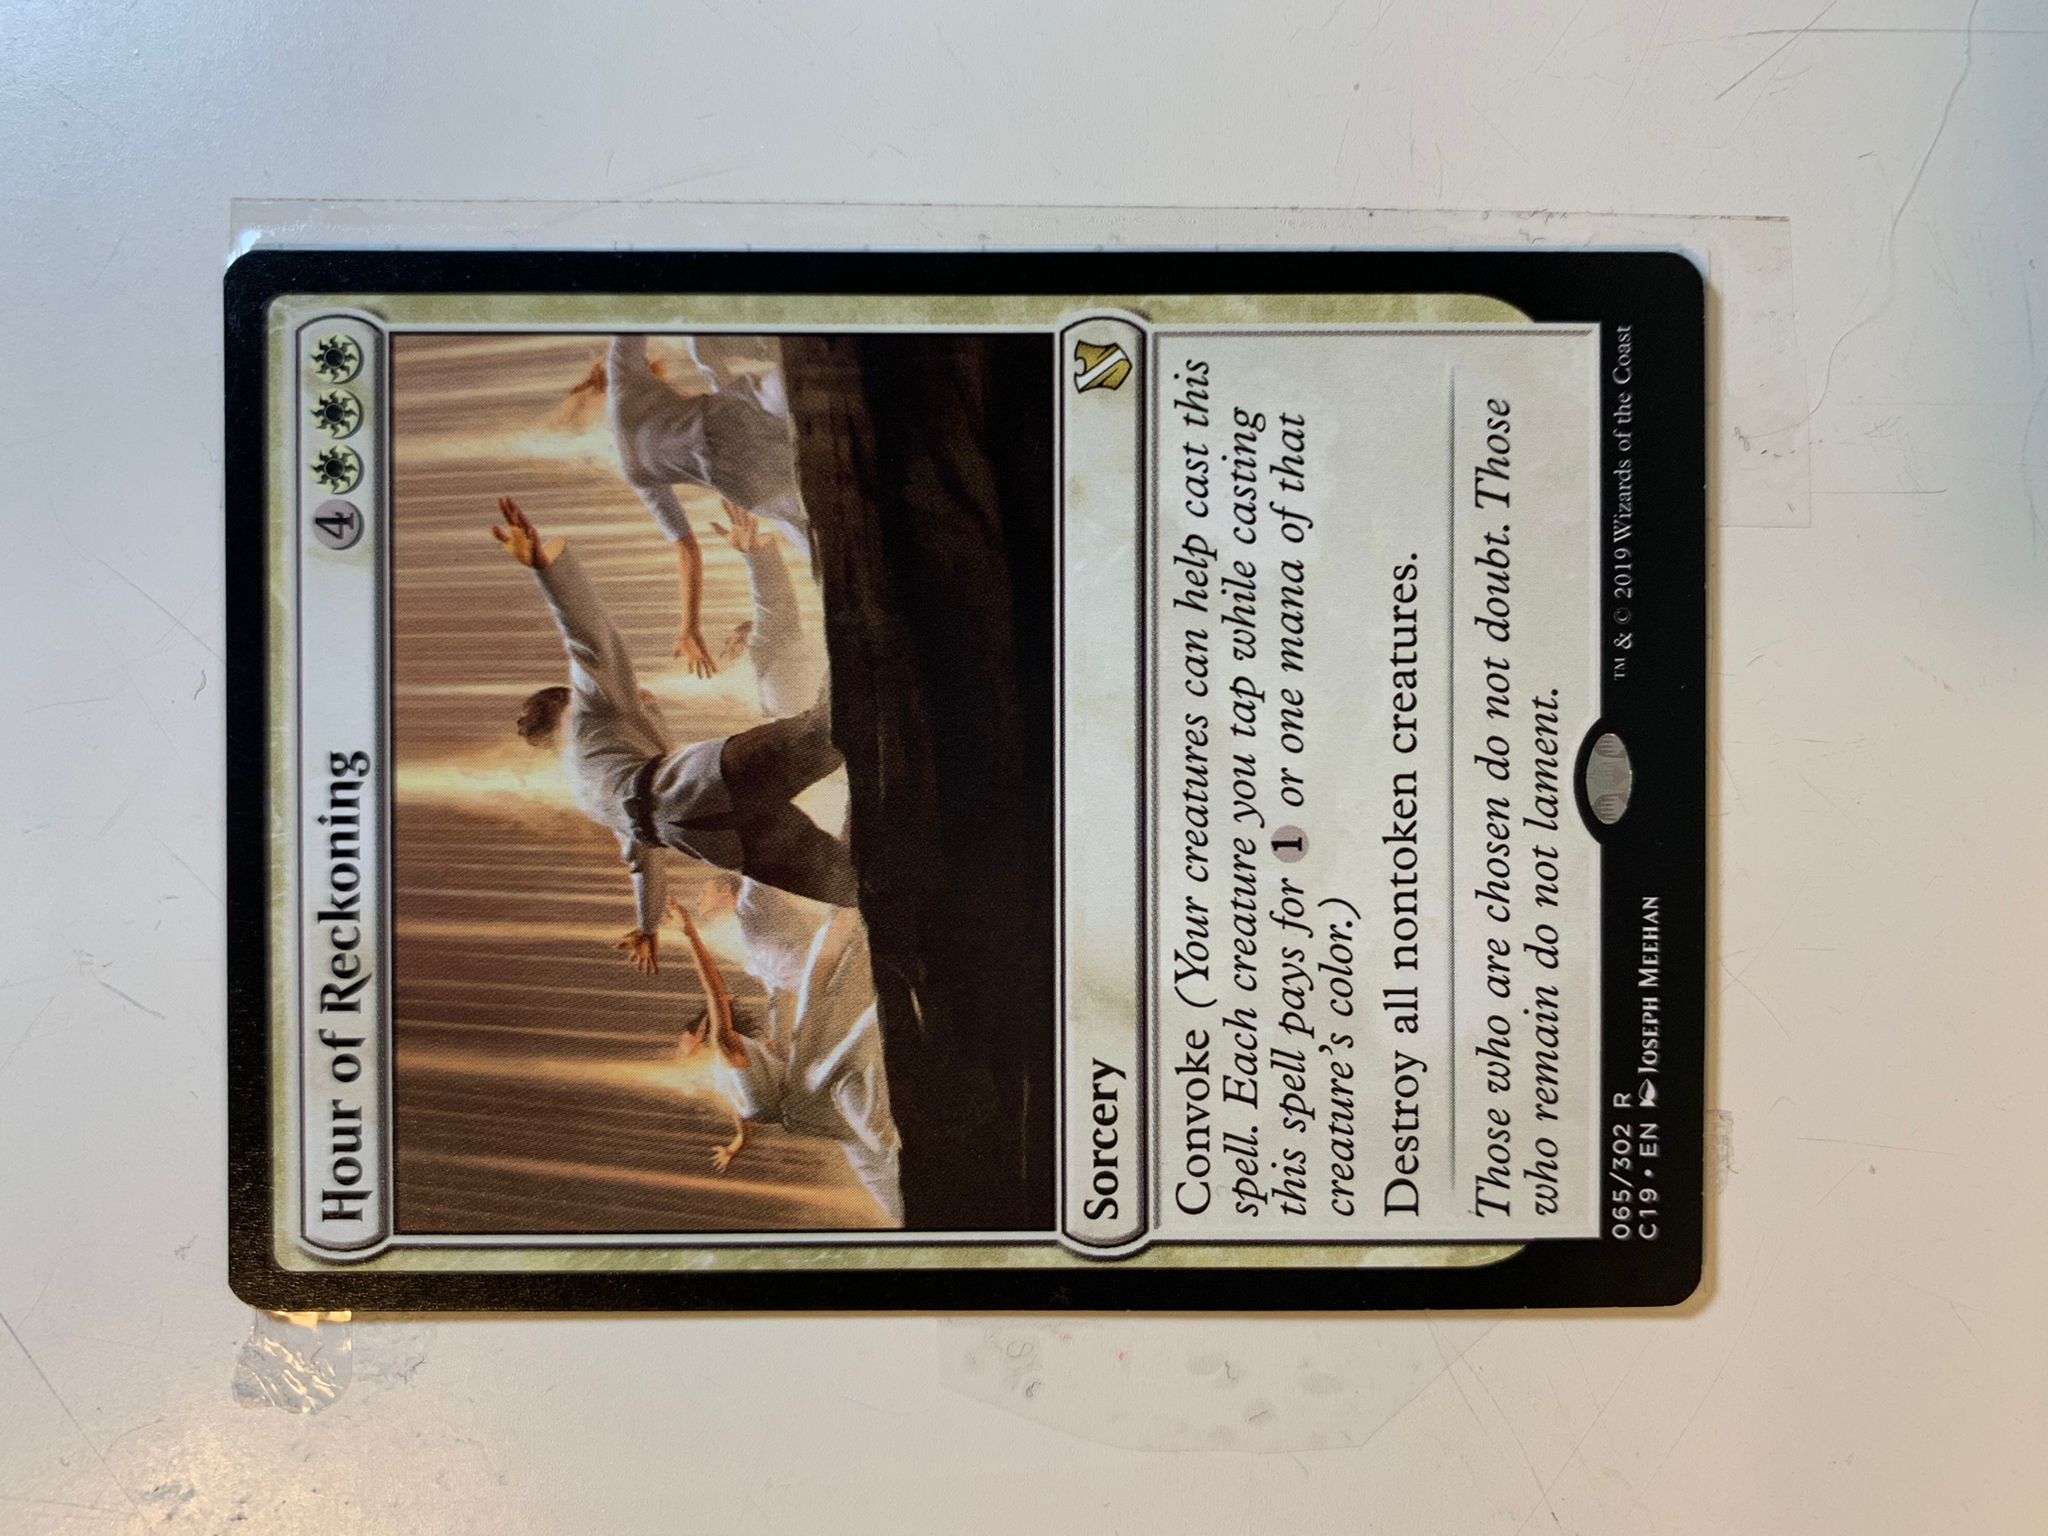 Hour of Reckoning 4
Sorcery
Convoke (Your creatures can help cast this
spell. Each creature you tap while casting
this spell pays for 1 or one mana of that
creature's color.)
Destroy all nontoken creatures.
Those who are chosen do not doubt. Those
who remain do not lament.
065/302 R
C19 • EN JOSEPH MEEHAN
™ & © 2019 Wizards of the Coast